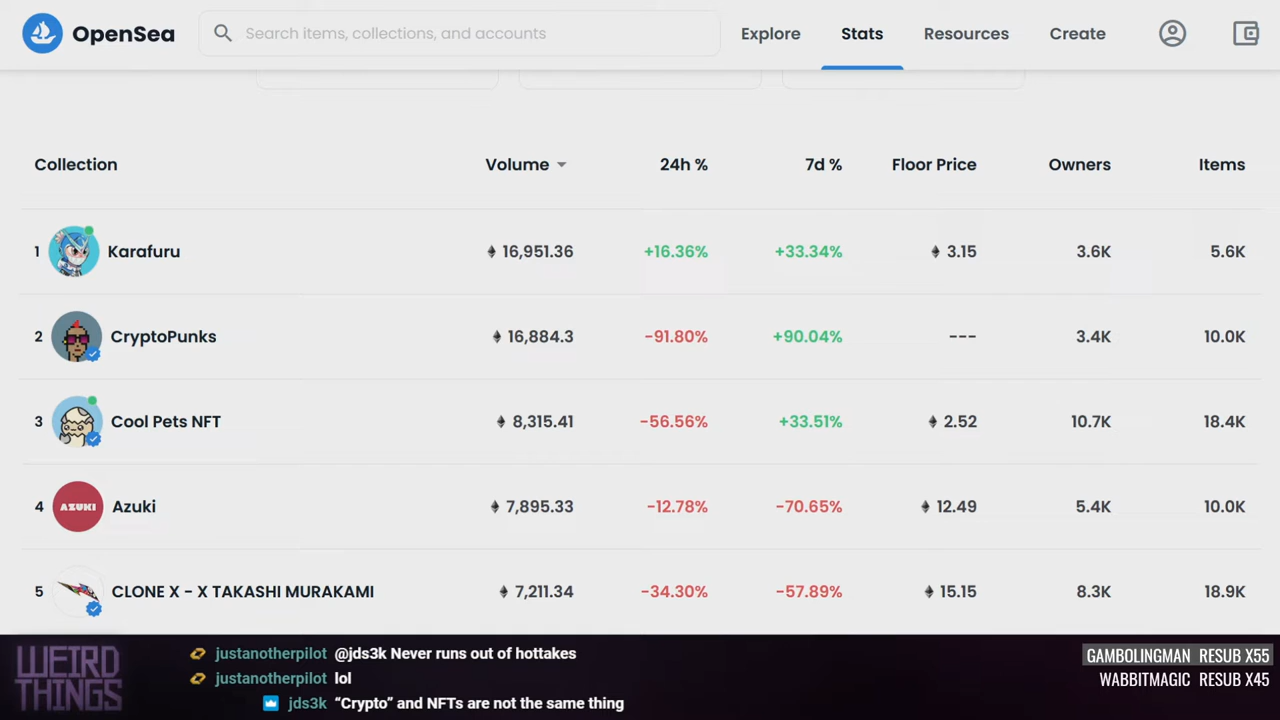 OpenSea Search items, collections, and accounts Explore Stats Resources Create
Collection Volume 24h % 7d % Floor Price Owners Items
1 Karafuru 16,951.36 +16.36% +33.34% 3.15 3.6K 5.6K
2 CryptoPunks 16,884.3 -91.80% +90.04% --- 3.4K 10.0K
3 Cool Pets NFT 8,315.41 -56.56% +33.51% 2.52 10.7K 18.4K
4 AZUKI Azuki 7,895.33 -12.78% -70.65% 12.49 5.4K 10.0K
5 CLONE X - X TAKASHI MURAKAMI 7,211.34 -34.30% -57.89% 15.15 8.3K 18.9K
WEIRD THINGS
justanotherpilot @jds3k Never runs out of hottakes
justanotherpilot lol
jds3k “Crypto” and NFTs are not the same thing
GAMBOLINGMAN RESUB X55
WABBITMAGIC RESUB X45